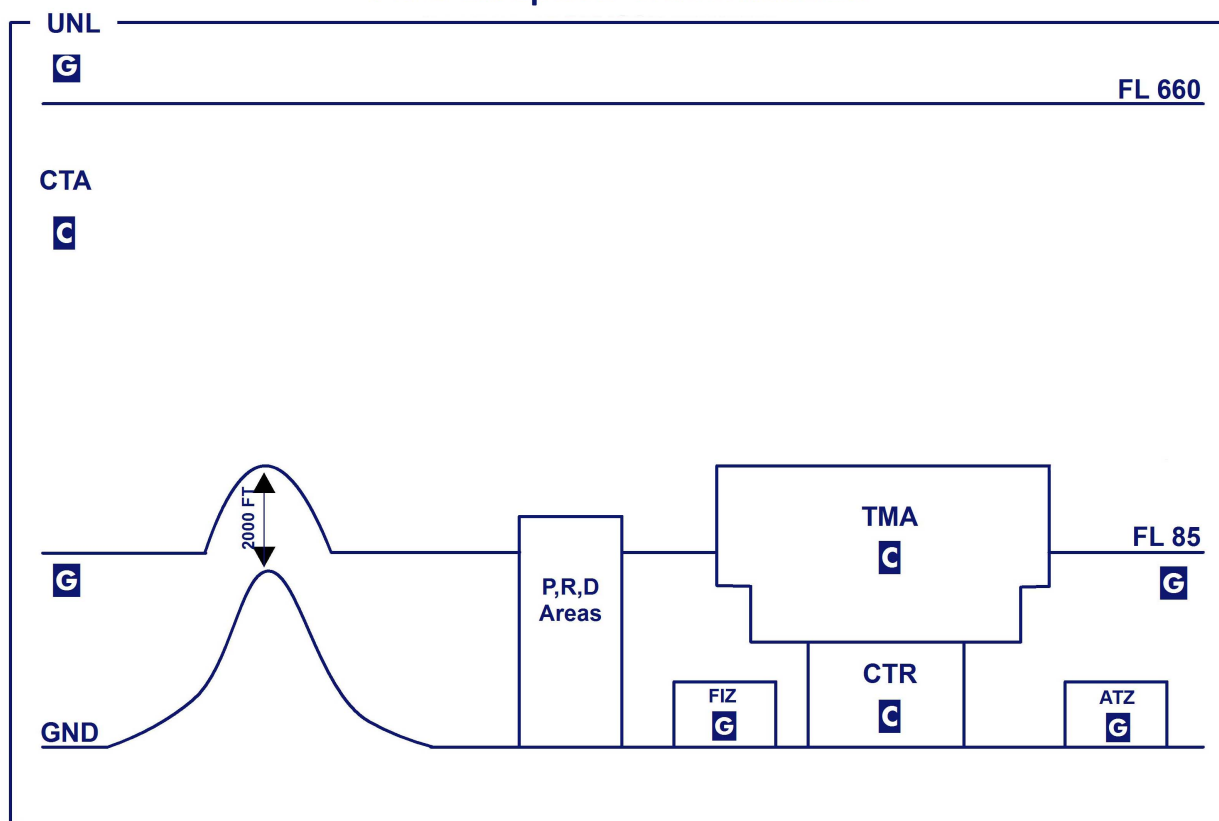 UNL
G
FL 660
CTA
C
2000 FT
TMA
C
FL 85
G
G
P,R,D
Areas
CTR
C
FIZ
G
ATZ
G
GND